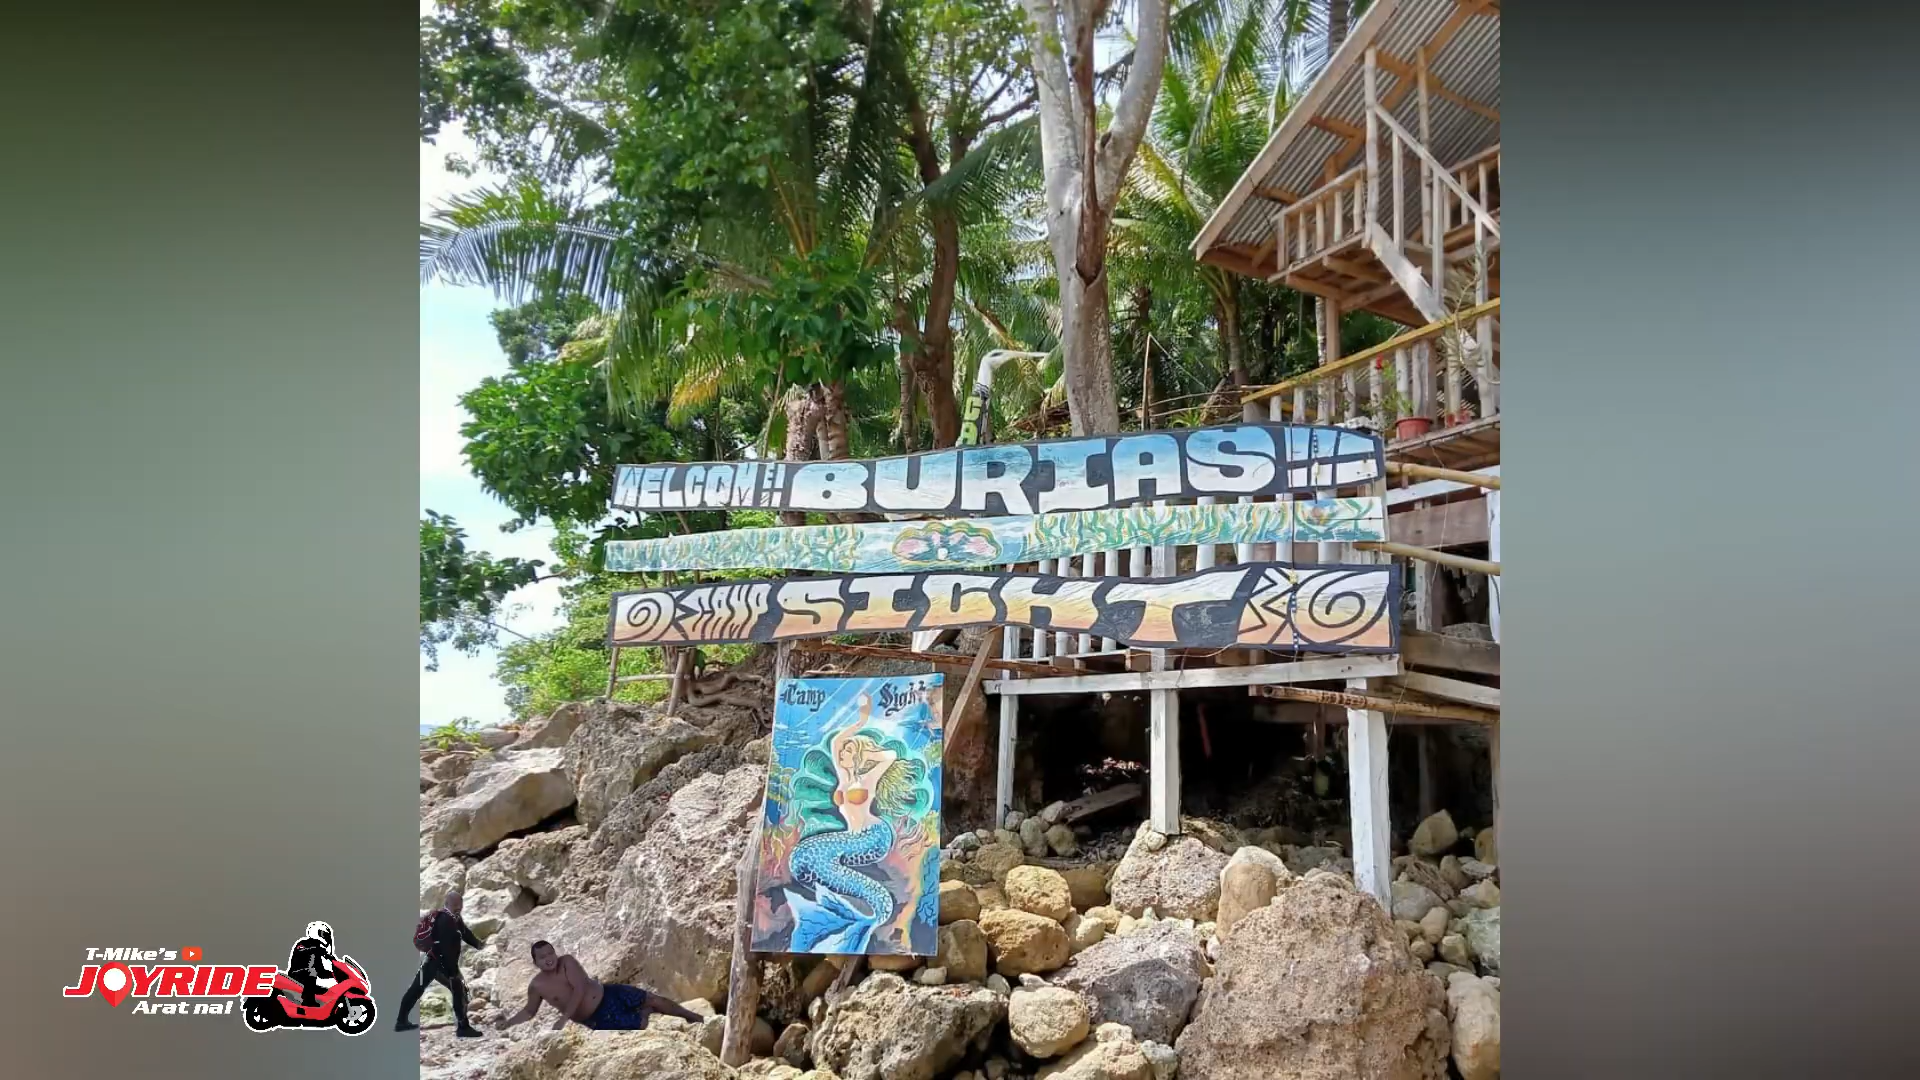 WELCOME! BURIAS!!!
CAMP SIGHT
Camp Sight
T-Mike's
JOYRIDE
Arat na!